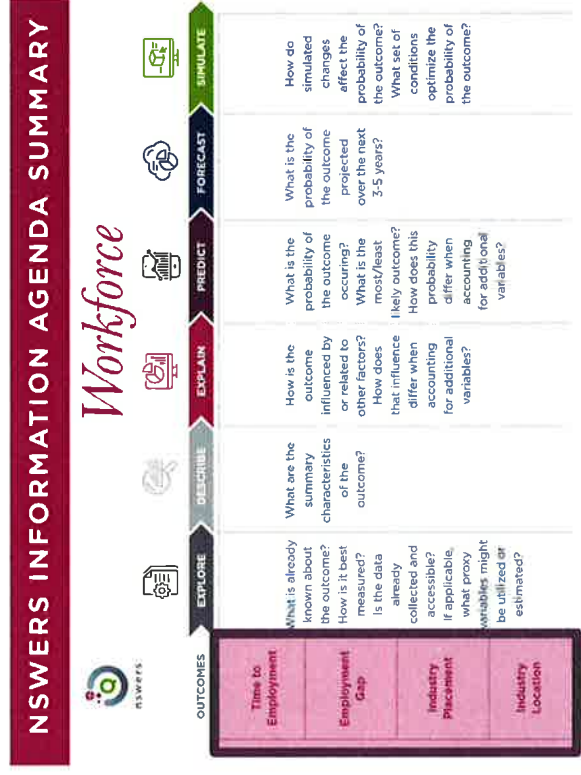 NSWERS INFORMATION AGENDA SUMMARY
Workforce
nswers
OUTCOMES
EXPLORE
DESCRIBE
EXPLAIN
PREDICT
FORECAST
SIMULATE
Time to
Employment
Employment
Gap
Industry
Placement
Industry
Location
What is already
known about
the outcome?
How is it best
measured?
Is the data
already
collected and
accessible?
If applicable,
what proxy
variables might
be utilized or
estimated?
What are the
summary
characteristics
of the
outcome?
How is the
outcome
influenced by
or related to
other factors?
How does
that influence
differ when
accounting
for additional
variables?
What is the
probability of
the outcome
occuring?
What is the
most/least
likely outcome?
How does this
probability
differ when
accounting
for additional
variables?
What is the
probability of
the outcome
projected
over the next
3-5 years?
How do
simulated
changes
affect the
probability of
the outcome?
What set of
conditions
optimize the
probability of
the outcome?